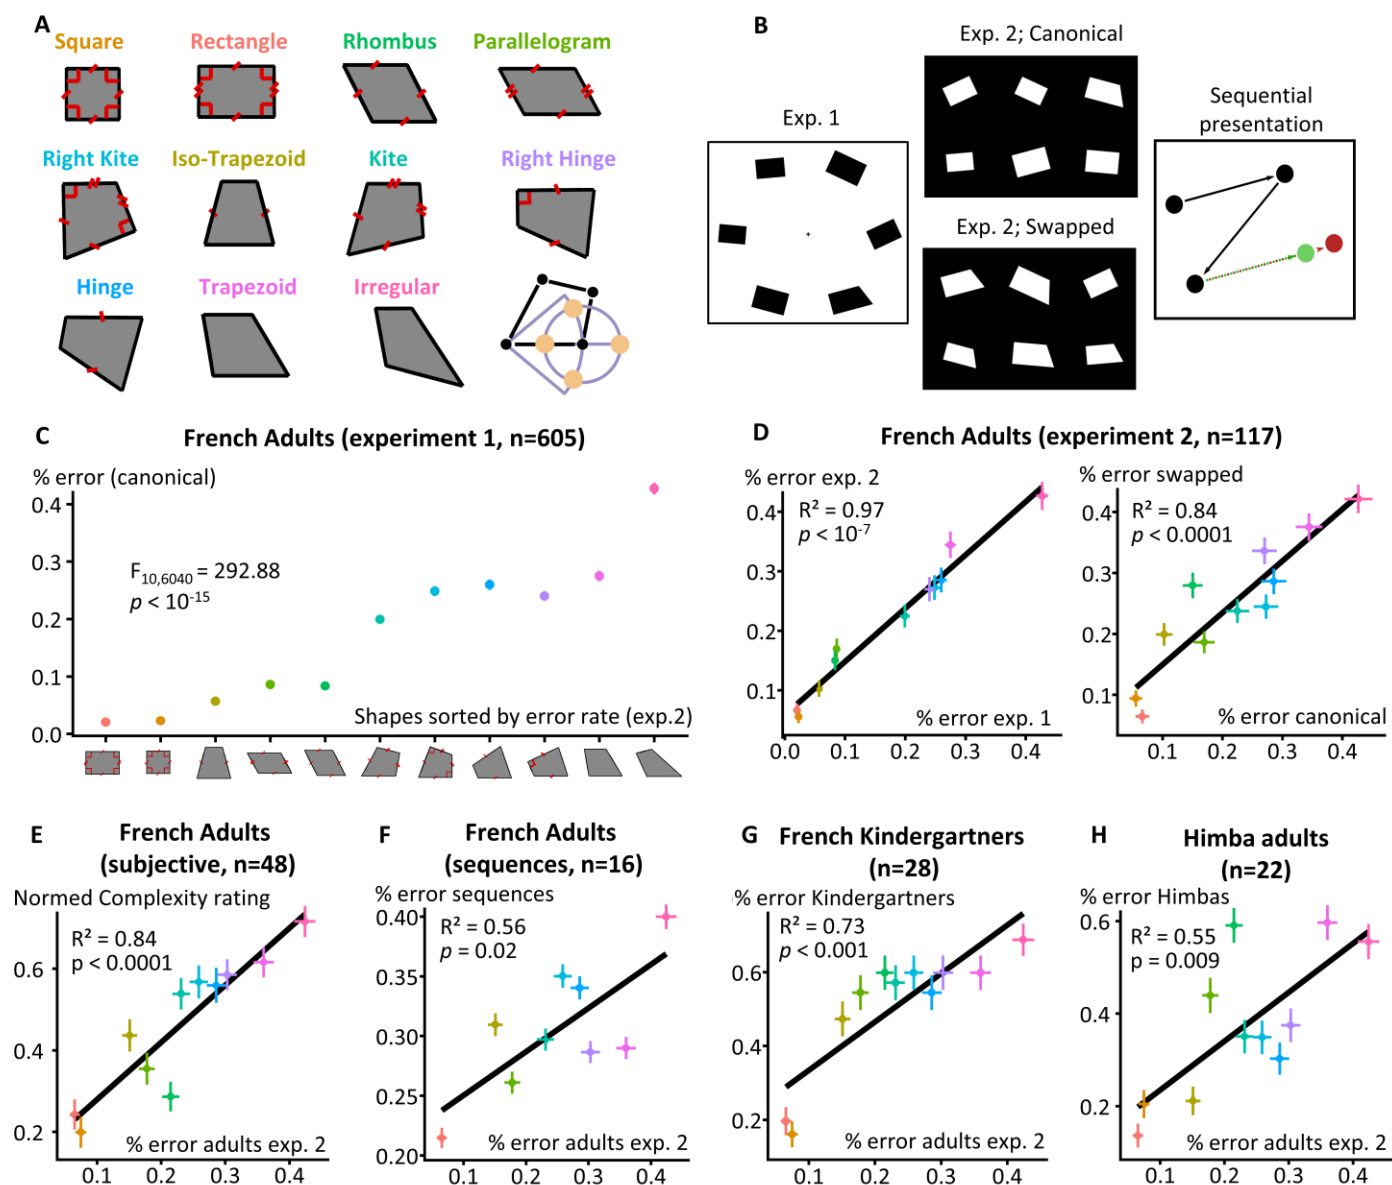 A
Square
Rectangle
Rhombus
Parallelogram
Right Kite
Iso-Trapezoid
Kite
Right Hinge
Hinge
Trapezoid
Irregular
B
Exp. 1
Exp. 2; Canonical
Exp. 2; Swapped
Sequential
presentation
C
French Adults (experiment 1, n=605)
% error (canonical)
0.4
0.3
0.2
0.1
0.0
F10,6040 = 292.88
p < 10-15
Shapes sorted by error rate (exp.2)
D
French Adults (experiment 2, n=117)
% error exp. 2
R² = 0.97
p < 10-7
0.4
0.3
0.2
0.1
% error exp. 1
0.0 0.1 0.2 0.3 0.4
% error swapped
R² = 0.84
p < 0.0001
0.4
0.3
0.2
0.1
% error canonical
0.1 0.2 0.3 0.4
E
French Adults
(subjective, n=48)
Normed Complexity rating
R² = 0.84
p < 0.0001
0.6
0.4
0.2
% error adults exp. 2
0.1 0.2 0.3 0.4
F
French Adults
(sequences, n=16)
% error sequences
0.40
R² = 0.56
p = 0.02
0.35
0.30
0.25
0.20
% error adults exp. 2
0.1 0.2 0.3 0.4
G
French Kindergartners
(n=28)
% error Kindergartners
R² = 0.73
p < 0.001
0.6
0.4
0.2
% error adults exp. 2
0.1 0.2 0.3 0.4
H
Himba adults
(n=22)
% error Himbas
0.6
R² = 0.55
p = 0.009
0.4
0.2
% error adults exp. 2
0.1 0.2 0.3 0.4